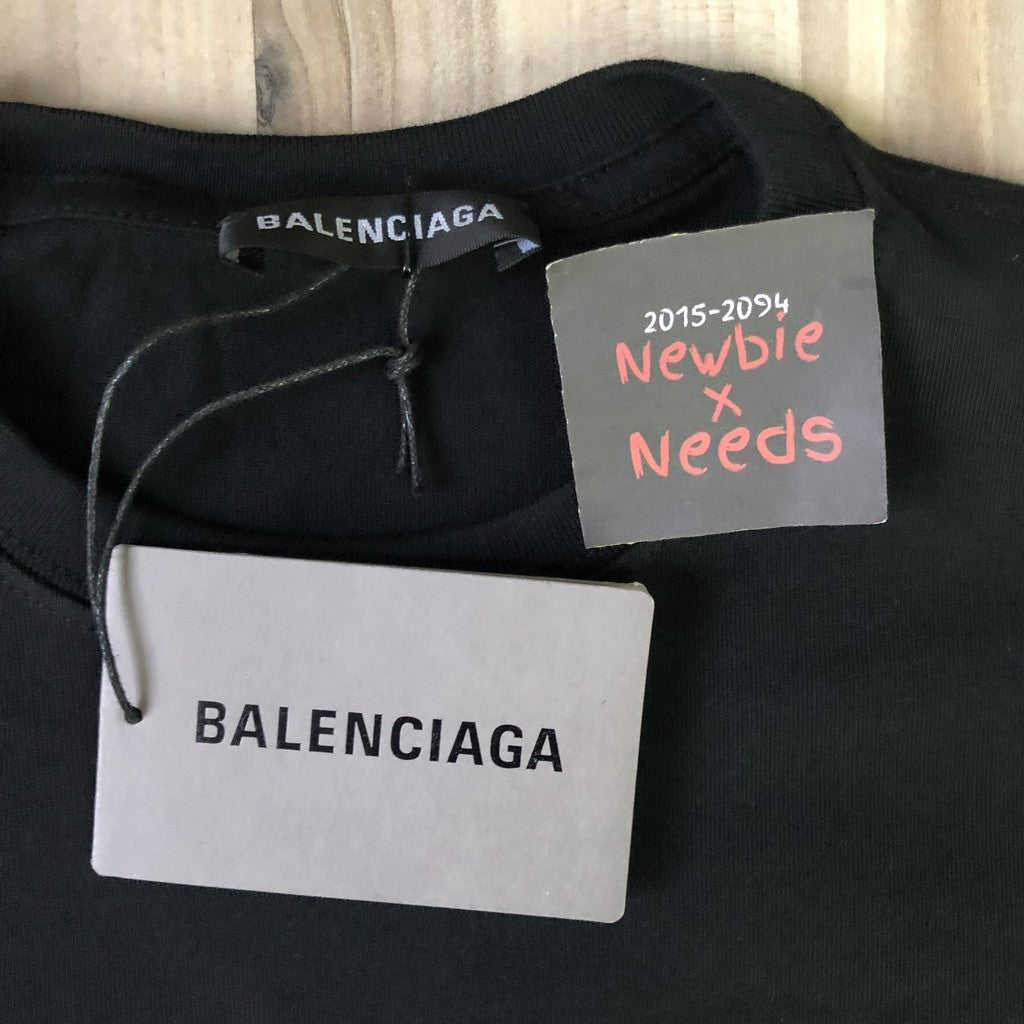 BALENCIAGA
2015-2094
Newbie
x
Needs
BALENCIAGA